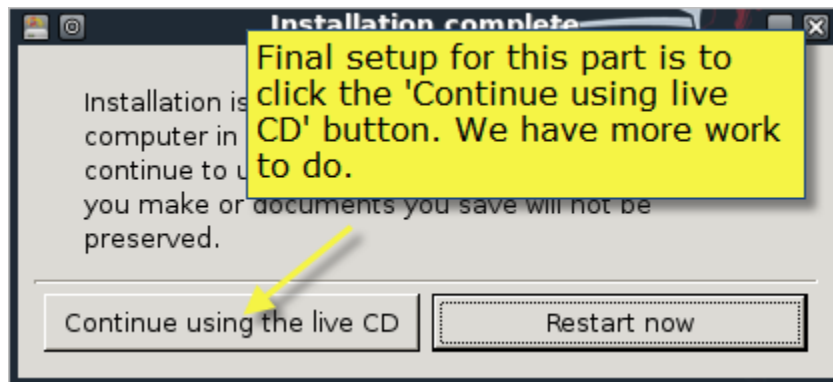 Installation complete
Final setup for this part is to
click the 'Continue using live
CD' button. We have more work
to do.
Installation is
computer in
continue to
you make or documents you save will not be
preserved.
Continue using the live CD
Restart now